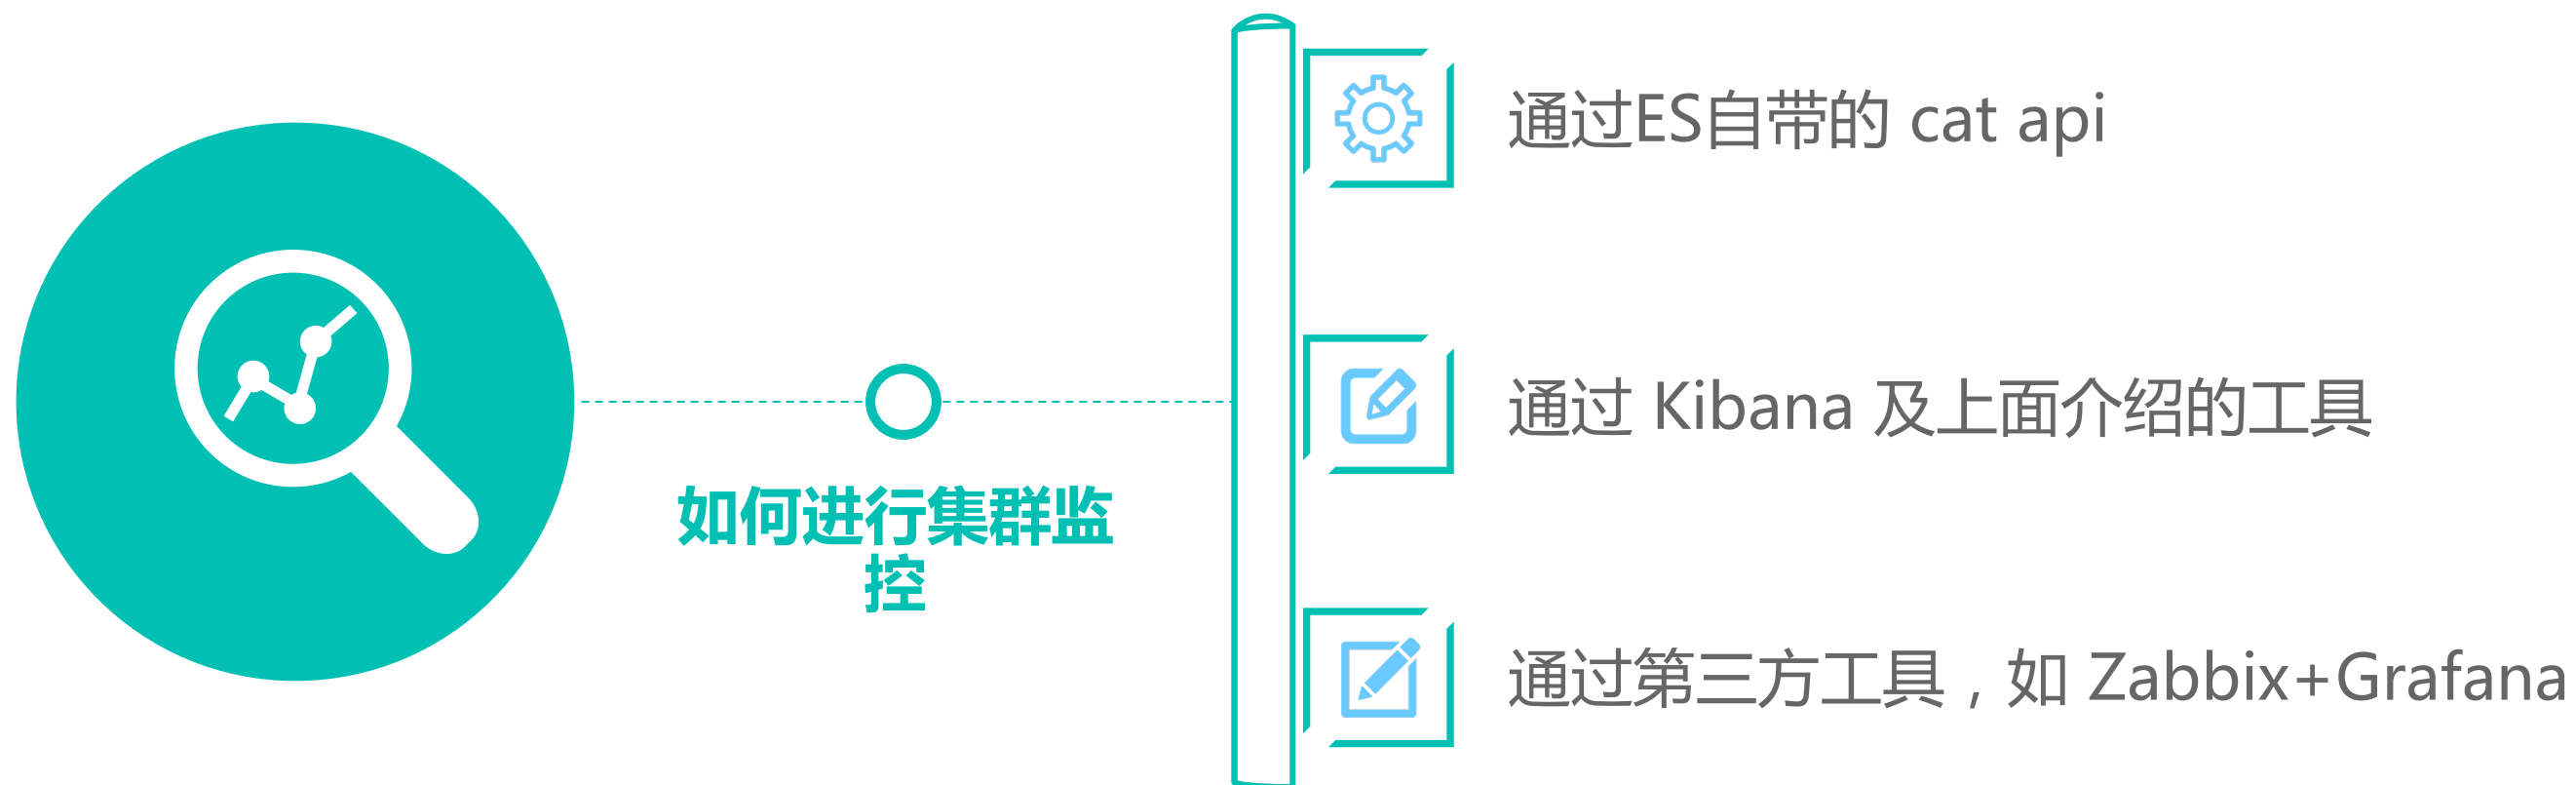 如何进行集群监
控
通过ES自带的 cat api
通过 Kibana 及上面介绍的工具
通过第三方工具，如 Zabbix+Grafana